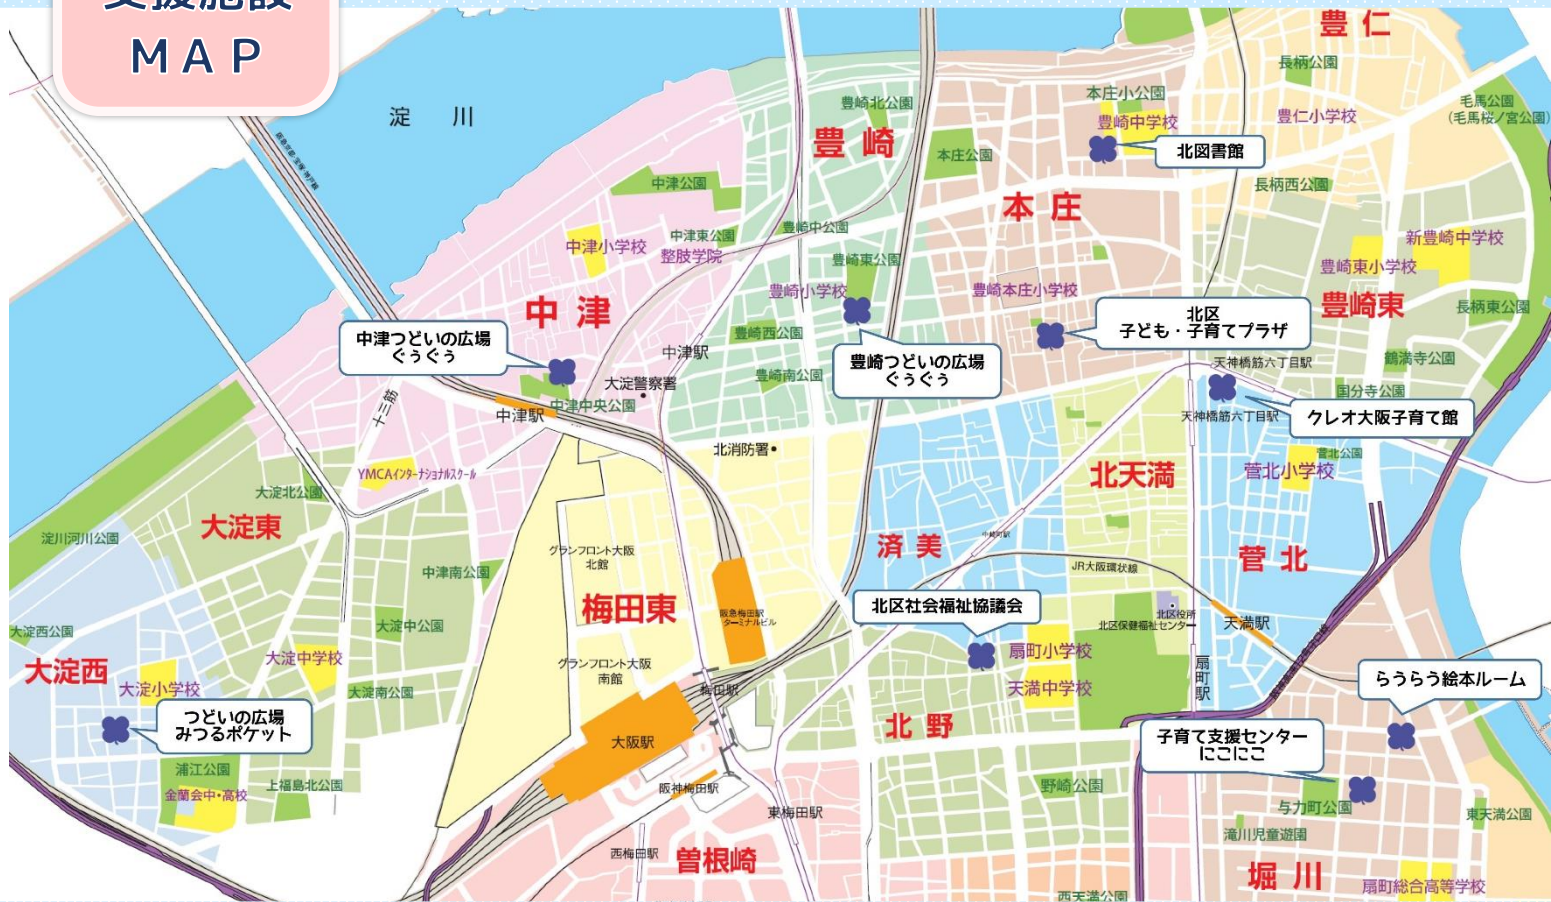 支援施設
MAP
淀川
豊仁
長柄公園
毛馬公園
(毛馬桜ノ宮公園)
豊崎北公園
本庄小公園
豊崎中学校
豊仁小学校
豊崎
本庄公園
北図書館
中津公園
長柄西公園
本庄
中津小学校
中津東公園
整肢学院
豊崎中公園
新豊崎中学校
豊崎東公園
豊崎東小学校
豊崎小学校
豊崎本庄小学校
豊崎東
長柄東公園
中津
北区
子ども・子育てプラザ
中津つどいの広場
ぐぅぐぅ
豊崎西公園
中津駅
豊崎つどいの広場
ぐぅぐぅ
天神橋筋六丁目駅
鶴満寺公園
大淀警察署
豊崎南公園
国分寺公園
十三筋
中津駅
中津中央公園
天神橋筋六丁目駅
クレオ大阪子育て館
北消防署
菅北公園
YMCAインターナショナルスクール
北天満
菅北小学校
大淀北公園
大淀東
淀川河川公園
グランフロント大阪
北館
済美
中崎町駅
菅北
JR大阪環状線
中津南公園
梅田東
阪急梅田駅
ターミナルビル
北区社会福祉協議会
北区役所
北区保健福祉センター
天満駅
大淀西公園
大淀中公園
大淀西
大淀中学校
グランフロント大阪
南館
扇町小学校
扇町駅
らうらう絵本ルーム
大淀小学校
大淀南公園
梅田駅
天満中学校
つどいの広場
みつるポケット
北野
大阪駅
子育て支援センター
にこにこ
浦江公園
上福島北公園
阪神梅田駅
野崎公園
金蘭会中・高校
東梅田駅
与力町公園
東天満公園
滝川児童遊園
西梅田駅
曽根崎
堀川
扇町総合高等学校
西天満公園